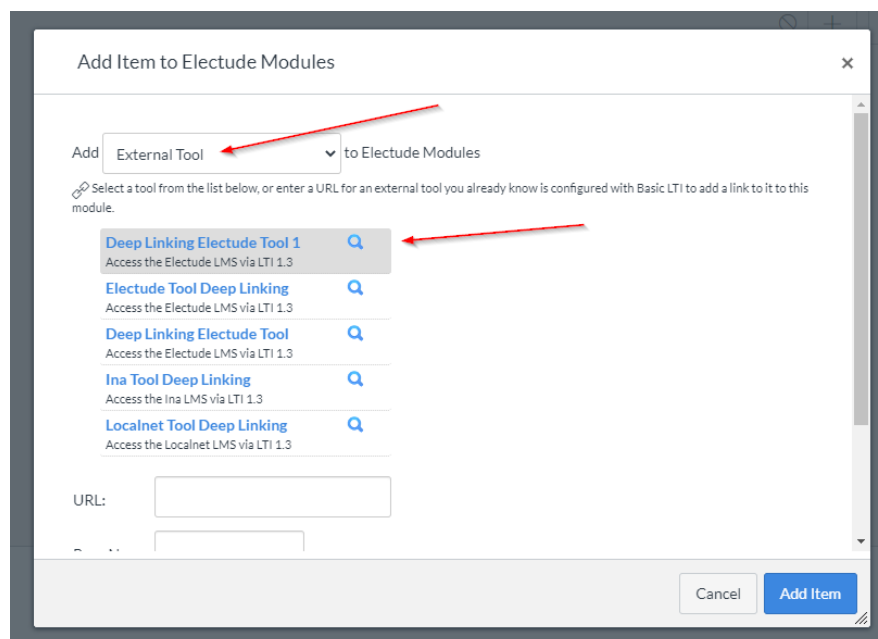 Add Item to Electude Modules
×
Add External Tool to Electude Modules
Select a tool from the list below, or enter a URL for an external tool you already know is configured with Basic LTI to add a link to it to this
module.
Deep Linking Electude Tool 1
Access the Electude LMS via LTI 1.3
Electude Tool Deep Linking
Access the Electude LMS via LTI 1.3
Deep Linking Electude Tool
Access the Electude LMS via LTI 1.3
Ina Tool Deep Linking
Access the Ina LMS via LTI 1.3
Localnet Tool Deep Linking
Access the Localnet LMS via LTI 1.3
URL:
Cancel Add Item